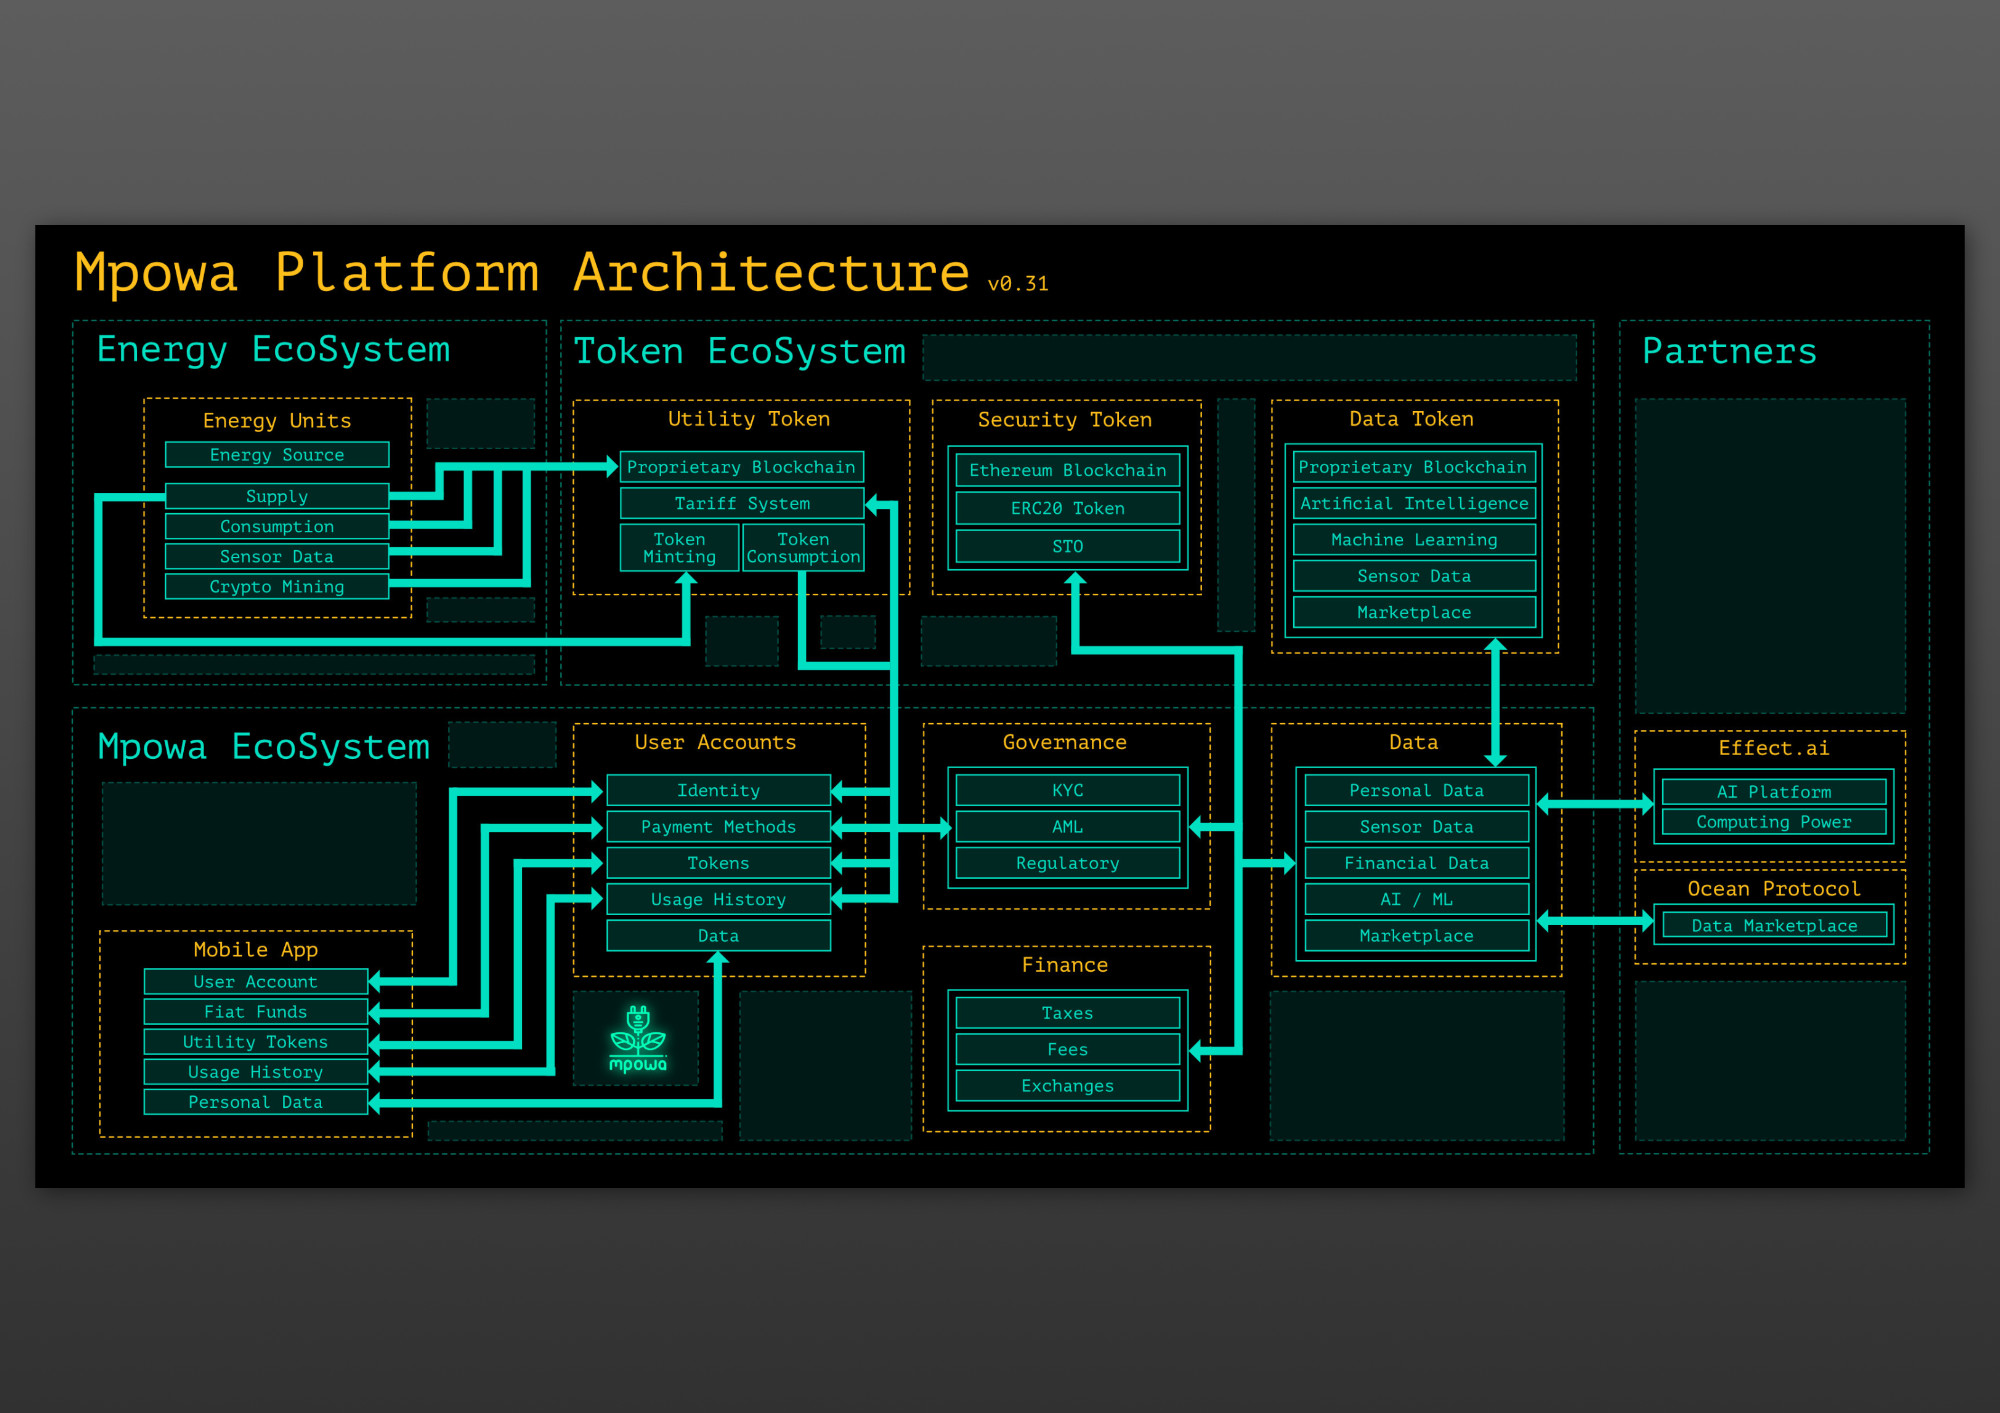 Mpowa Platform Architecture v0.31
Energy EcoSystem
Energy Units
Energy Source
Supply
Consumption
Sensor Data
Crypto Mining
Token EcoSystem
Utility Token
Proprietary Blockchain
Tariff System
Token
Minting
Token
Consumption
Security Token
Ethereum Blockchain
ERC20 Token
STO
Data Token
Proprietary Blockchain
Artificial Intelligence
Machine Learning
Sensor Data
Marketplace
Partners
Effect.ai
AI Platform
Computing Power
Ocean Protocol
Data Marketplace
Mpowa EcoSystem
Mobile App
User Account
Fiat Funds
Utility Tokens
Usage History
Personal Data
User Accounts
Identity
Payment Methods
Tokens
Usage History
Data
mpowa
Governance
KYC
AML
Regulatory
Finance
Taxes
Fees
Exchanges
Data
Personal Data
Sensor Data
Financial Data
AI / ML
Marketplace